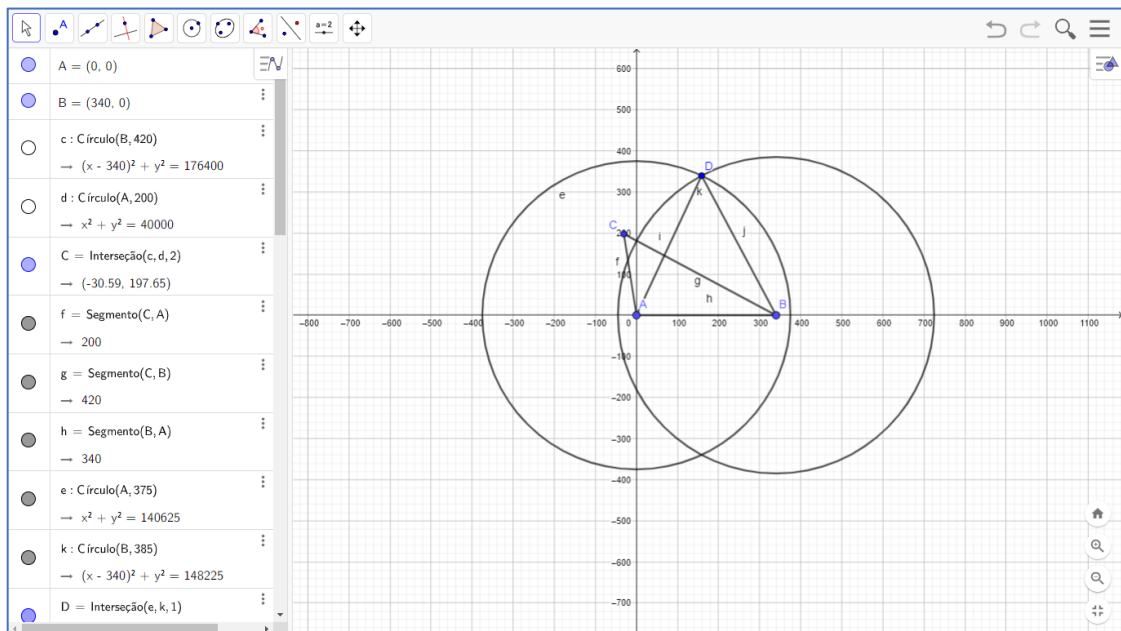 A
a=2
A = (0, 0)
B = (340, 0)
c : Círculo(B, 420)
→ (x - 340)² + y² = 176400
d : Círculo(A, 200)
→ x² + y² = 40000
C = Interseção(c, d, 2)
→ (-30.59, 197.65)
f = Segmento(C, A)
→ 200
g = Segmento(C, B)
→ 420
h = Segmento(B, A)
→ 340
e : Círculo(A, 375)
→ x² + y² = 140625
k : Círculo(B, 385)
→ (x - 340)² + y² = 148225
D = Interseção(e, k, 1)
600
500
400
D
300
e
k
C
200
i
j
f
100
g
h
A
B
−800 −700 −600 −500 −400 −300 −200 −100 0 100 200 300 400 500 600 700 800 900 1000 1100
−100
−200
−300
−400
−500
−600
−700